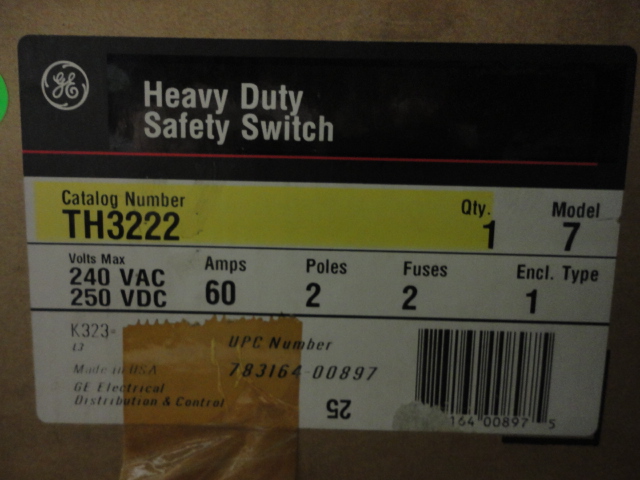 GE
Heavy Duty
Safety Switch
Catalog Number Qty. Model
TH3222 1 7
Volts Max Amps Poles Fuses Encl. Type
240 VAC
250 VDC 60 2 2 1
K323=
13
UPC Number
Made in USA 783164-00897
GE Electrical
Distribution & Control
25
164 00897 5